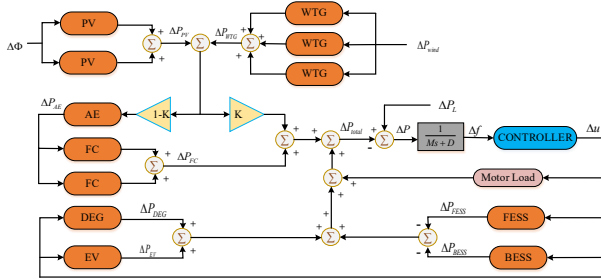 PV
ΔΦ
PV
Σ
ΔP_PV
Σ
ΔP_WTG
Σ
WTG
WTG
WTG
ΔP_wind
ΔP_AE
AE
1-K
K
FC
FC
Σ
ΔP_FC
Σ
Σ
ΔP_total
ΔP_L
Σ
ΔP
1
Ms + D
Δf
CONTROLLER
Δu
Σ
Motor Load
DEG
ΔP_DEG
EV
ΔP_ET
Σ
Σ
Σ
ΔP_FESS
FESS
ΔP_BESS
BESS